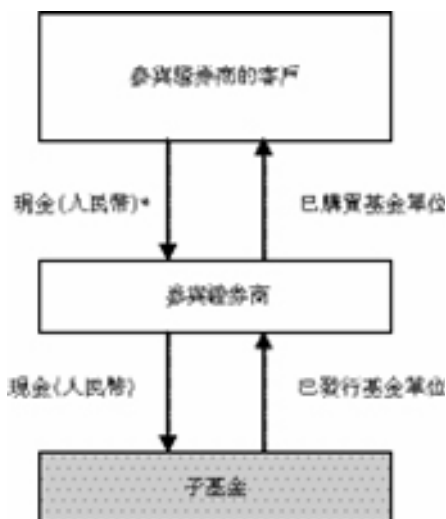 參與證券商的客戶
現金(人民幣)* 已購買基金單位
參與證券商
現金(人民幣) 已發行基金單位
子基金